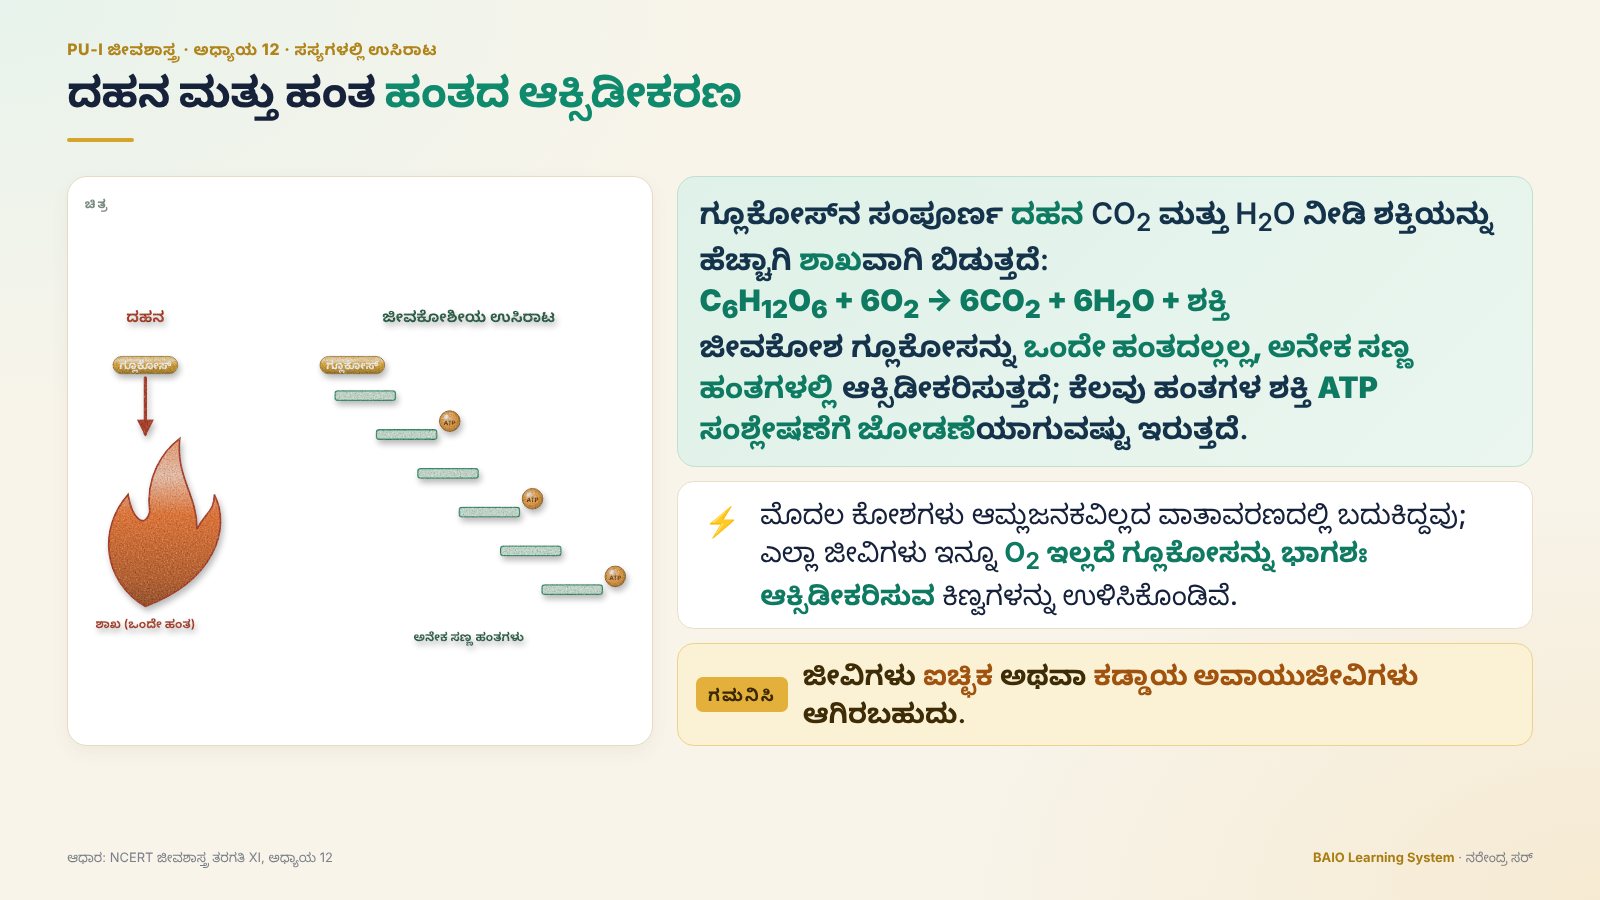 PU-I ಜೀವಶಾಸ್ತ್ರ · ಅಧ್ಯಾಯ 12 · ಸಸ್ಯಗಳಲ್ಲಿ ಉಸಿರಾಟ
ದಹನ ಮತ್ತು ಹಂತ ಹಂತದ ಆಕ್ಸಿಡೀಕರಣ
ಚಿತ್ರ
ದಹನ
ಜೀವಕೋಶೀಯ ಉಸಿರಾಟ
ಗ್ಲೂಕೋಸ್
ಗ್ಲೂಕೋಸ್
ATP
ATP
ATP
ಶಾಖ (ಒಂದೇ ಹಂತ)
ಅನೇಕ ಸಣ್ಣ ಹಂತಗಳು
ಗ್ಲೂಕೋಸ್‌ನ ಸಂಪೂರ್ಣ ದಹನ CO₂ ಮತ್ತು H₂O ನೀಡಿ ಶಕ್ತಿಯನ್ನು
ಹೆಚ್ಚಾಗಿ ಶಾಖವಾಗಿ ಬಿಡುತ್ತದೆ:
C₆H₁₂O₆ + 6O₂ → 6CO₂ + 6H₂O + ಶಕ್ತಿ
ಜೀವಕೋಶ ಗ್ಲೂಕೋಸನ್ನು ಒಂದೇ ಹಂತದಲ್ಲಲ್ಲ, ಅನೇಕ ಸಣ್ಣ
ಹಂತಗಳಲ್ಲಿ ಆಕ್ಸಿಡೀಕರಿಸುತ್ತದೆ; ಕೆಲವು ಹಂತಗಳ ಶಕ್ತಿ ATP
ಸಂಶ್ಲೇಷಣೆಗೆ ಜೋಡಣೆಯಾಗುವಷ್ಟು ಇರುತ್ತದೆ.
⚡ ಮೊದಲ ಕೋಶಗಳು ಆಮ್ಲಜನಕವಿಲ್ಲದ ವಾತಾವರಣದಲ್ಲಿ ಬದುಕಿದ್ದವು;
ಎಲ್ಲಾ ಜೀವಿಗಳು ಇನ್ನೂ O₂ ಇಲ್ಲದೆ ಗ್ಲೂಕೋಸನ್ನು ಭಾಗಶಃ
ಆಕ್ಸಿಡೀಕರಿಸುವ ಕಿಣ್ವಗಳನ್ನು ಉಳಿಸಿಕೊಂಡಿವೆ.
ಗಮನಿಸಿ
ಜೀವಿಗಳು ಐಚ್ಛಿಕ ಅಥವಾ ಕಡ್ಡಾಯ ಅವಾಯುಜೀವಿಗಳು
ಆಗಿರಬಹುದು.
ಆಧಾರ: NCERT ಜೀವಶಾಸ್ತ್ರ ತರಗತಿ XI, ಅಧ್ಯಾಯ 12
BAIO Learning System · ನರೇಂದ್ರ ಸರ್